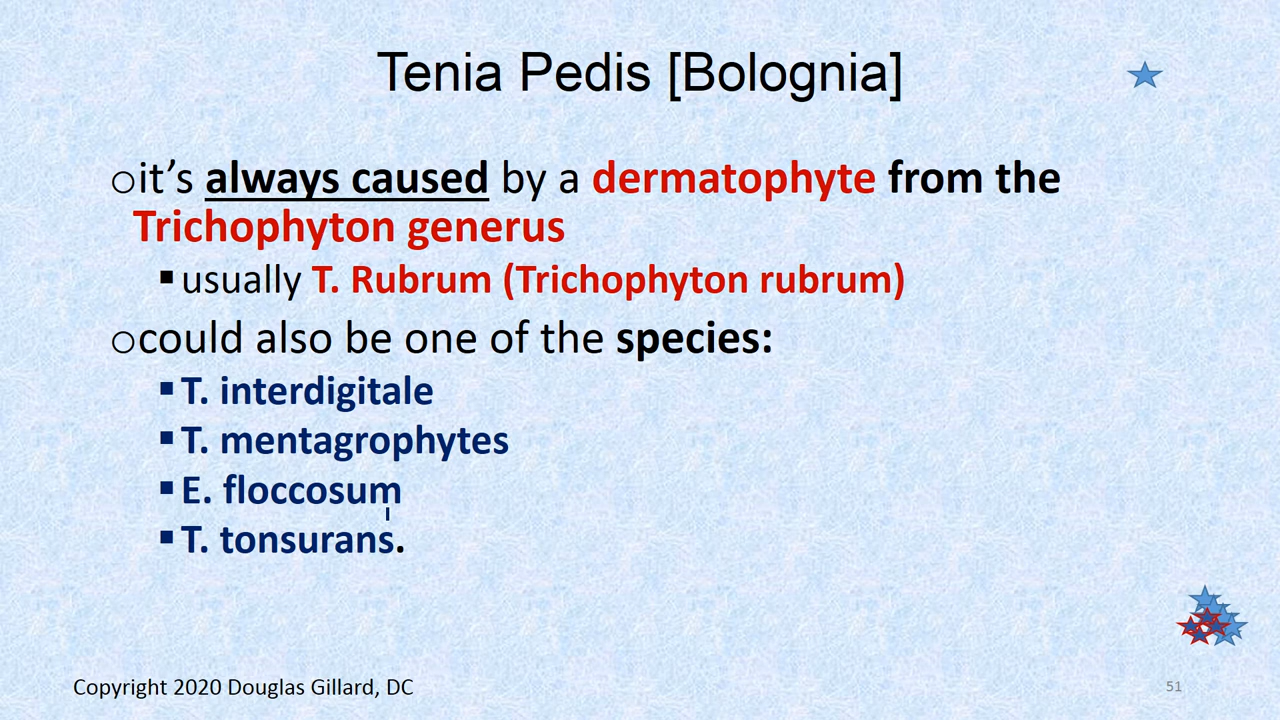 Tenia Pedis [Bolognia]
it's always caused by a dermatophyte from the
Trichophyton generus
usually T. Rubrum (Trichophyton rubrum)
could also be one of the species:
T. interdigitale
T. mentagrophytes
E. floccosum
T. tonsurans.
Copyright 2020 Douglas Gillard, DC
51